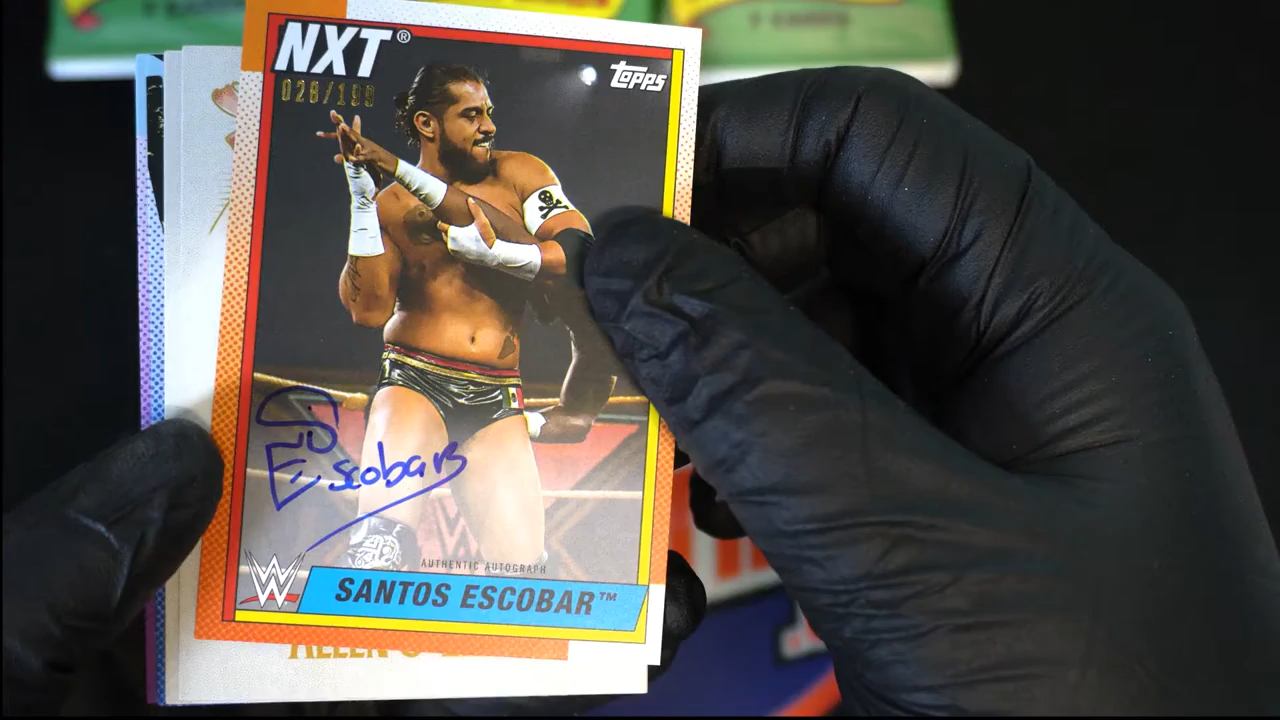 NXT®
028/199
Topps
S Escobar
W
AUTHENTIC AUTOGRAPH
SANTOS ESCOBAR™